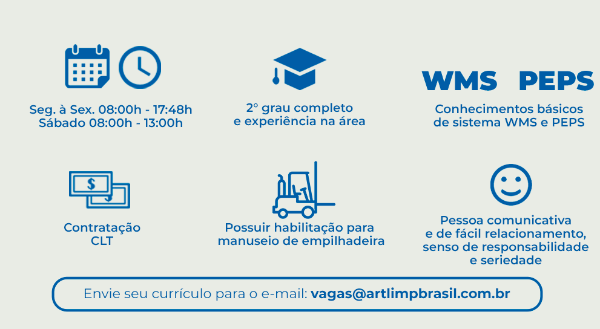 Seg. à Sex. 08:00h - 17:48h
Sábado 08:00h - 13:00h
2° grau completo
e experiência na área
WMS PEPS
Conhecimentos básicos
de sistema WMS e PEPS
$ $
Contratação
CLT
Possuir habilitação para
manuseio de empilhadeira
Pessoa comunicativa
e de fácil relacionamento,
senso de responsabilidade
e seriedade
Envie seu currículo para o e-mail: vagas@artlimpbrasil.com.br